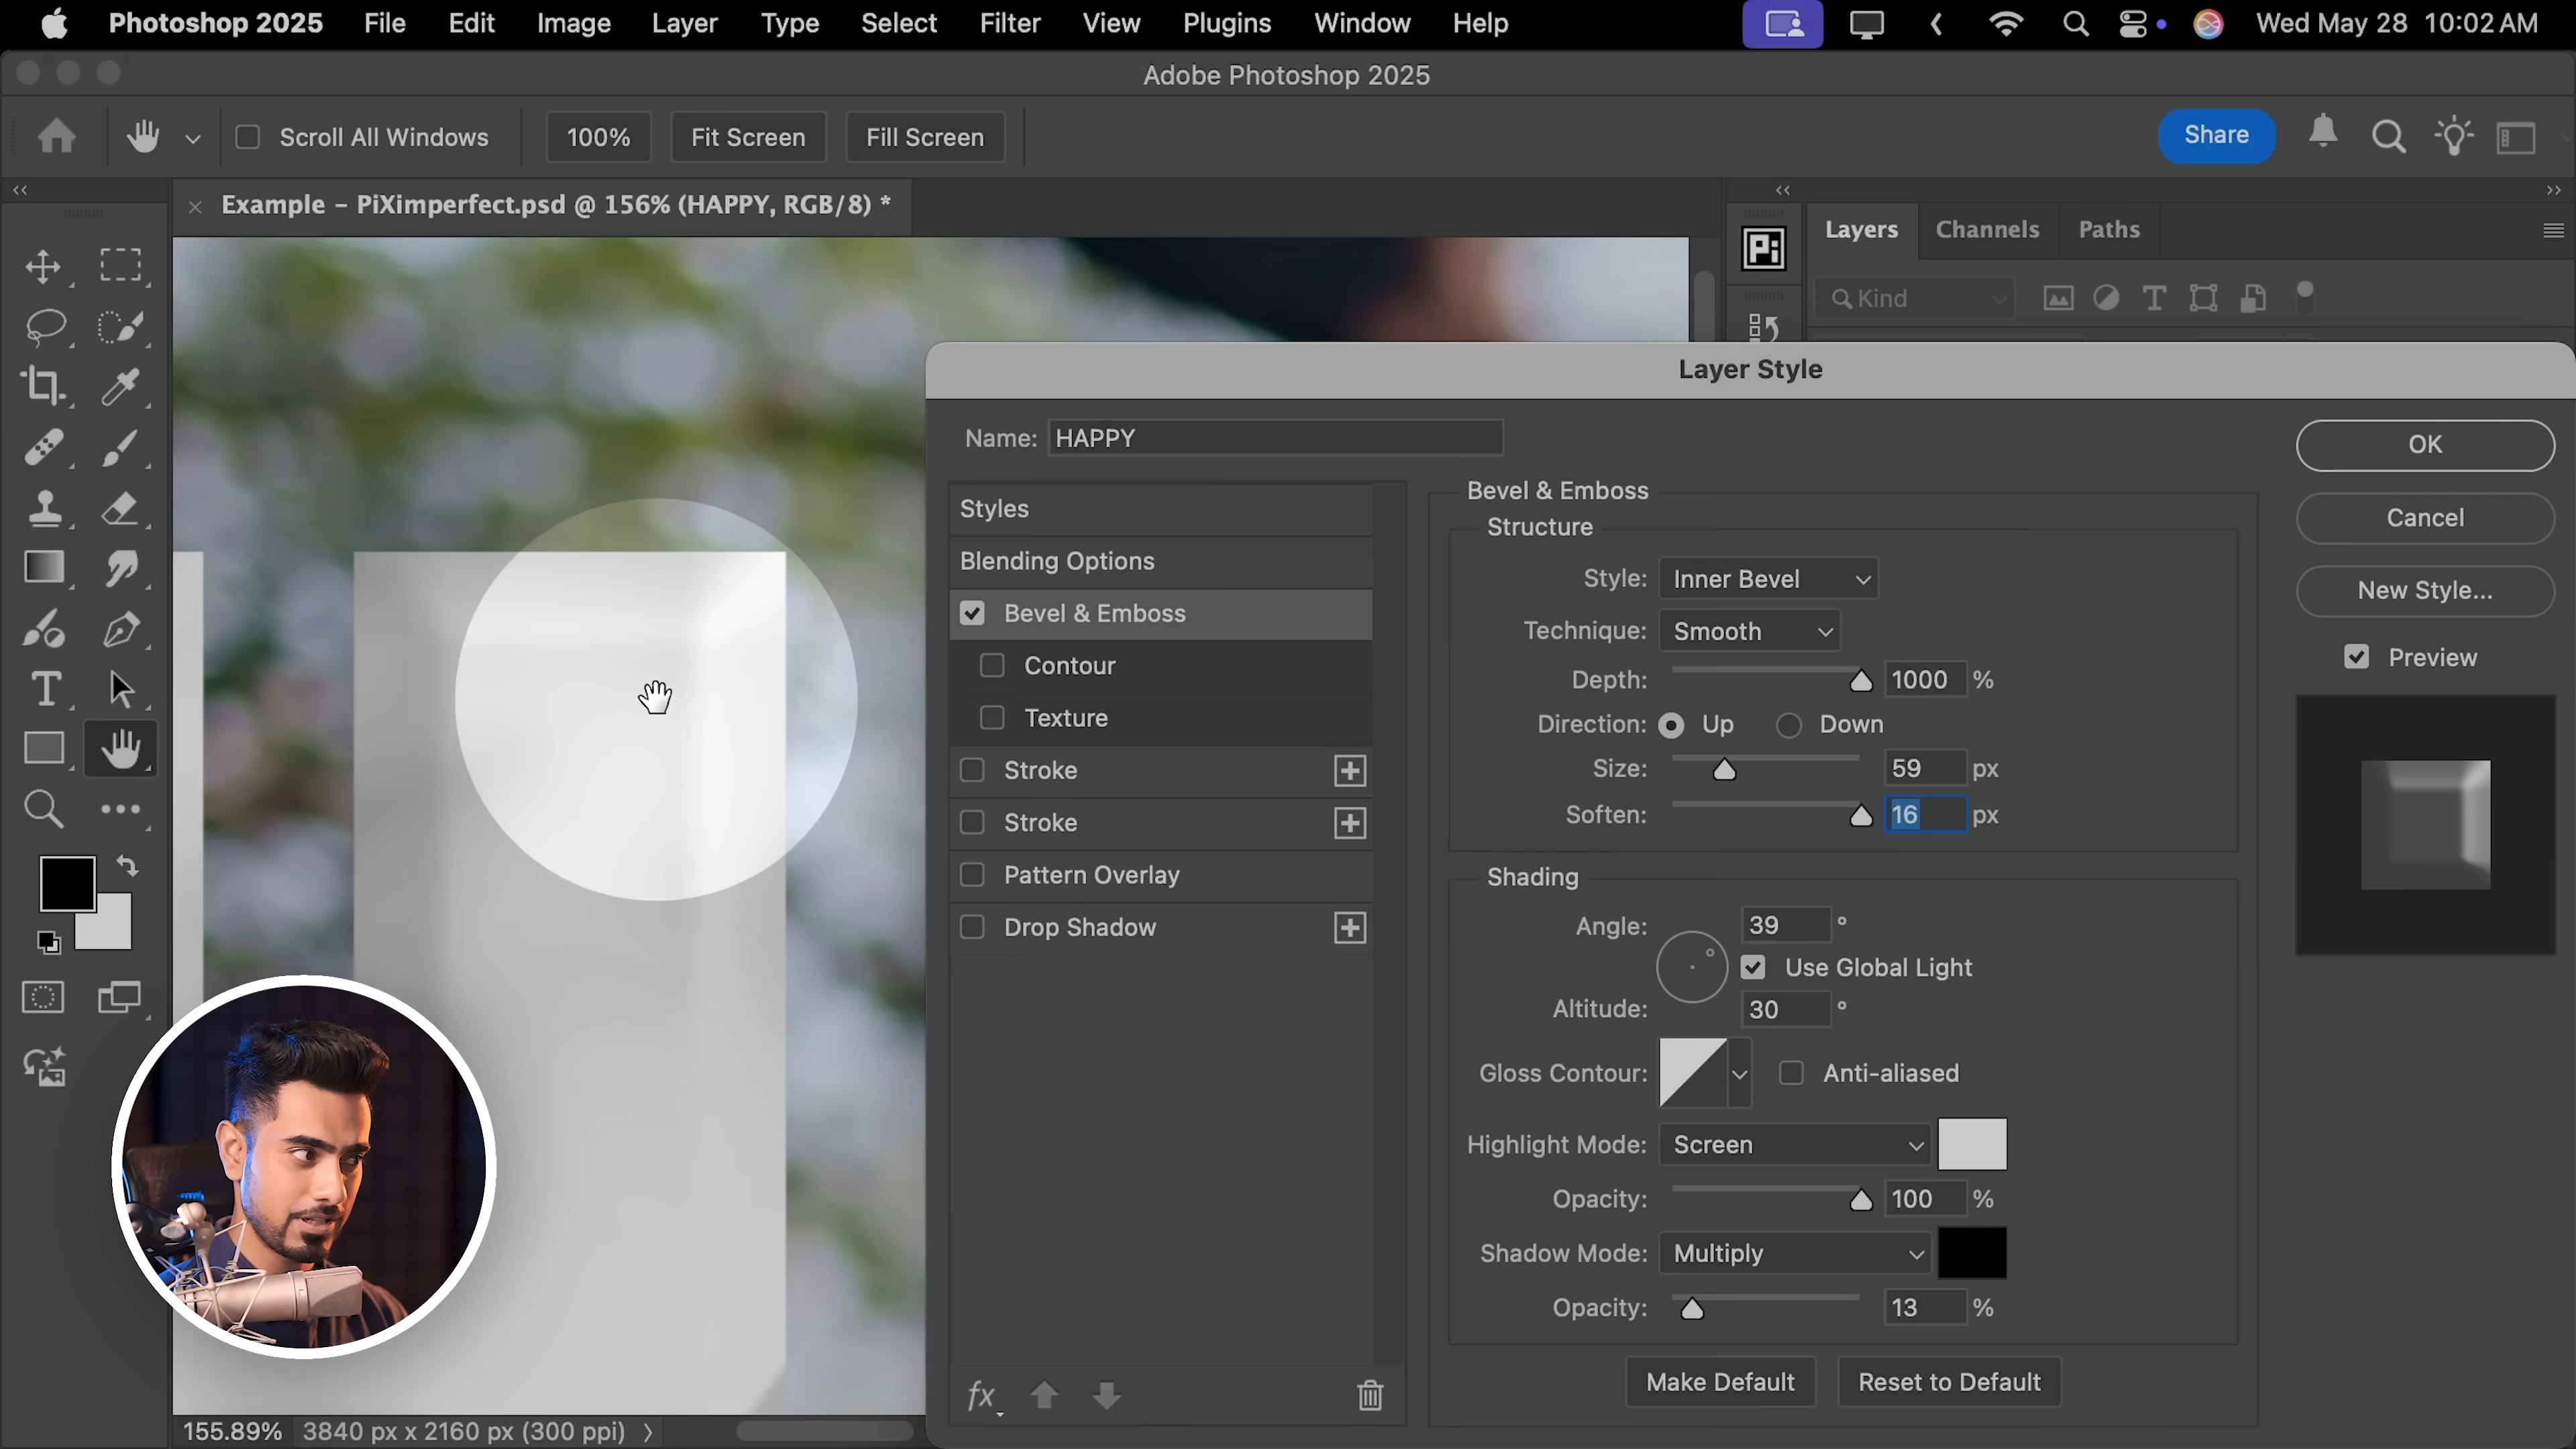 Photoshop 2025 File Edit Image Layer Type Select Filter View Plugins Window Help Wed May 28 10:02 AM
Adobe Photoshop 2025
Scroll All Windows 100% Fit Screen Fill Screen Share
Example - PiXimperfect.psd @ 156% (HAPPY, RGB/8) *
Pi
Layers Channels Paths
Kind
Layer Style
Name: HAPPY
Styles
Blending Options
Bevel & Emboss
Contour
Texture
Stroke
Stroke
Pattern Overlay
Drop Shadow
fx
Bevel & Emboss
Structure
Style: Inner Bevel
Technique: Smooth
Depth: 1000 %
Direction: Up Down
Size: 59 px
Soften: 16 px
Shading
Angle: 39 °
Use Global Light
Altitude: 30 °
Gloss Contour: Anti-aliased
Highlight Mode: Screen
Opacity: 100 %
Shadow Mode: Multiply
Opacity: 13 %
Make Default Reset to Default
OK
Cancel
New Style...
Preview
155.89% 3840 px x 2160 px (300 ppi)